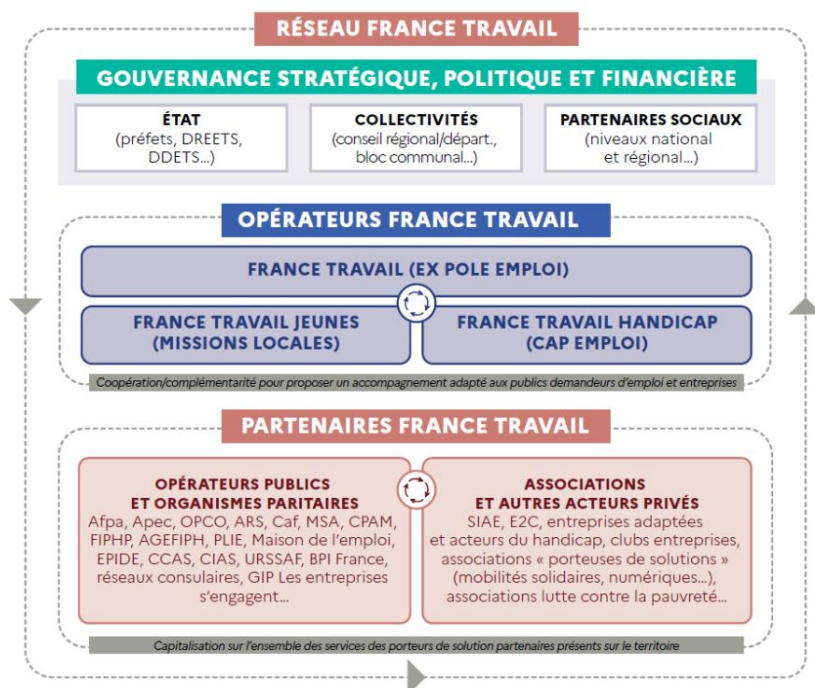 RÉSEAU FRANCE TRAVAIL
GOUVERNANCE STRATÉGIQUE, POLITIQUE ET FINANCIÈRE
ÉTAT
(préfets, DREETS,
DDETS...)
COLLECTIVITÉS
(conseil régional/départ.,
bloc communal...)
PARTENAIRES SOCIAUX
(niveaux national
et régional...)
OPÉRATEURS FRANCE TRAVAIL
FRANCE TRAVAIL (EX POLE EMPLOI)
FRANCE TRAVAIL JEUNES
(MISSIONS LOCALES)
FRANCE TRAVAIL HANDICAP
(CAP EMPLOI)
Coopération/complémentarité pour proposer un accompagnement adapté aux publics demandeurs d'emploi et entreprises
PARTENAIRES FRANCE TRAVAIL
OPÉRATEURS PUBLICS
ET ORGANISMES PARITAIRES
Afpa, Apec, OPCO, ARS, Caf, MSA, CPAM,
FIPHP, AGEFIPH, PLIE, Maison de l'emploi,
EPIDE, CCAS, CIAS, URSSAF, BPI France,
réseaux consulaires, GIP Les entreprises
s'engagent...
ASSOCIATIONS
ET AUTRES ACTEURS PRIVÉS
SIAE, E2C, entreprises adaptées
et acteurs du handicap, clubs entreprises,
associations « porteuses de solutions »
(mobilités solidaires, numériques...),
associations lutte contre la pauvreté...
Capitalisation sur l'ensemble des services des porteurs de solution partenaires présents sur le territoire